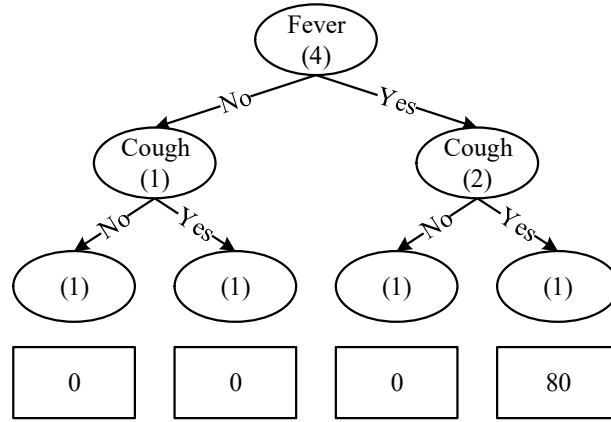 Fever
(4)
No
Yes
Cough
(1)
Cough
(2)
No
Yes
No
Yes
(1)
(1)
(1)
(1)
0
0
0
80